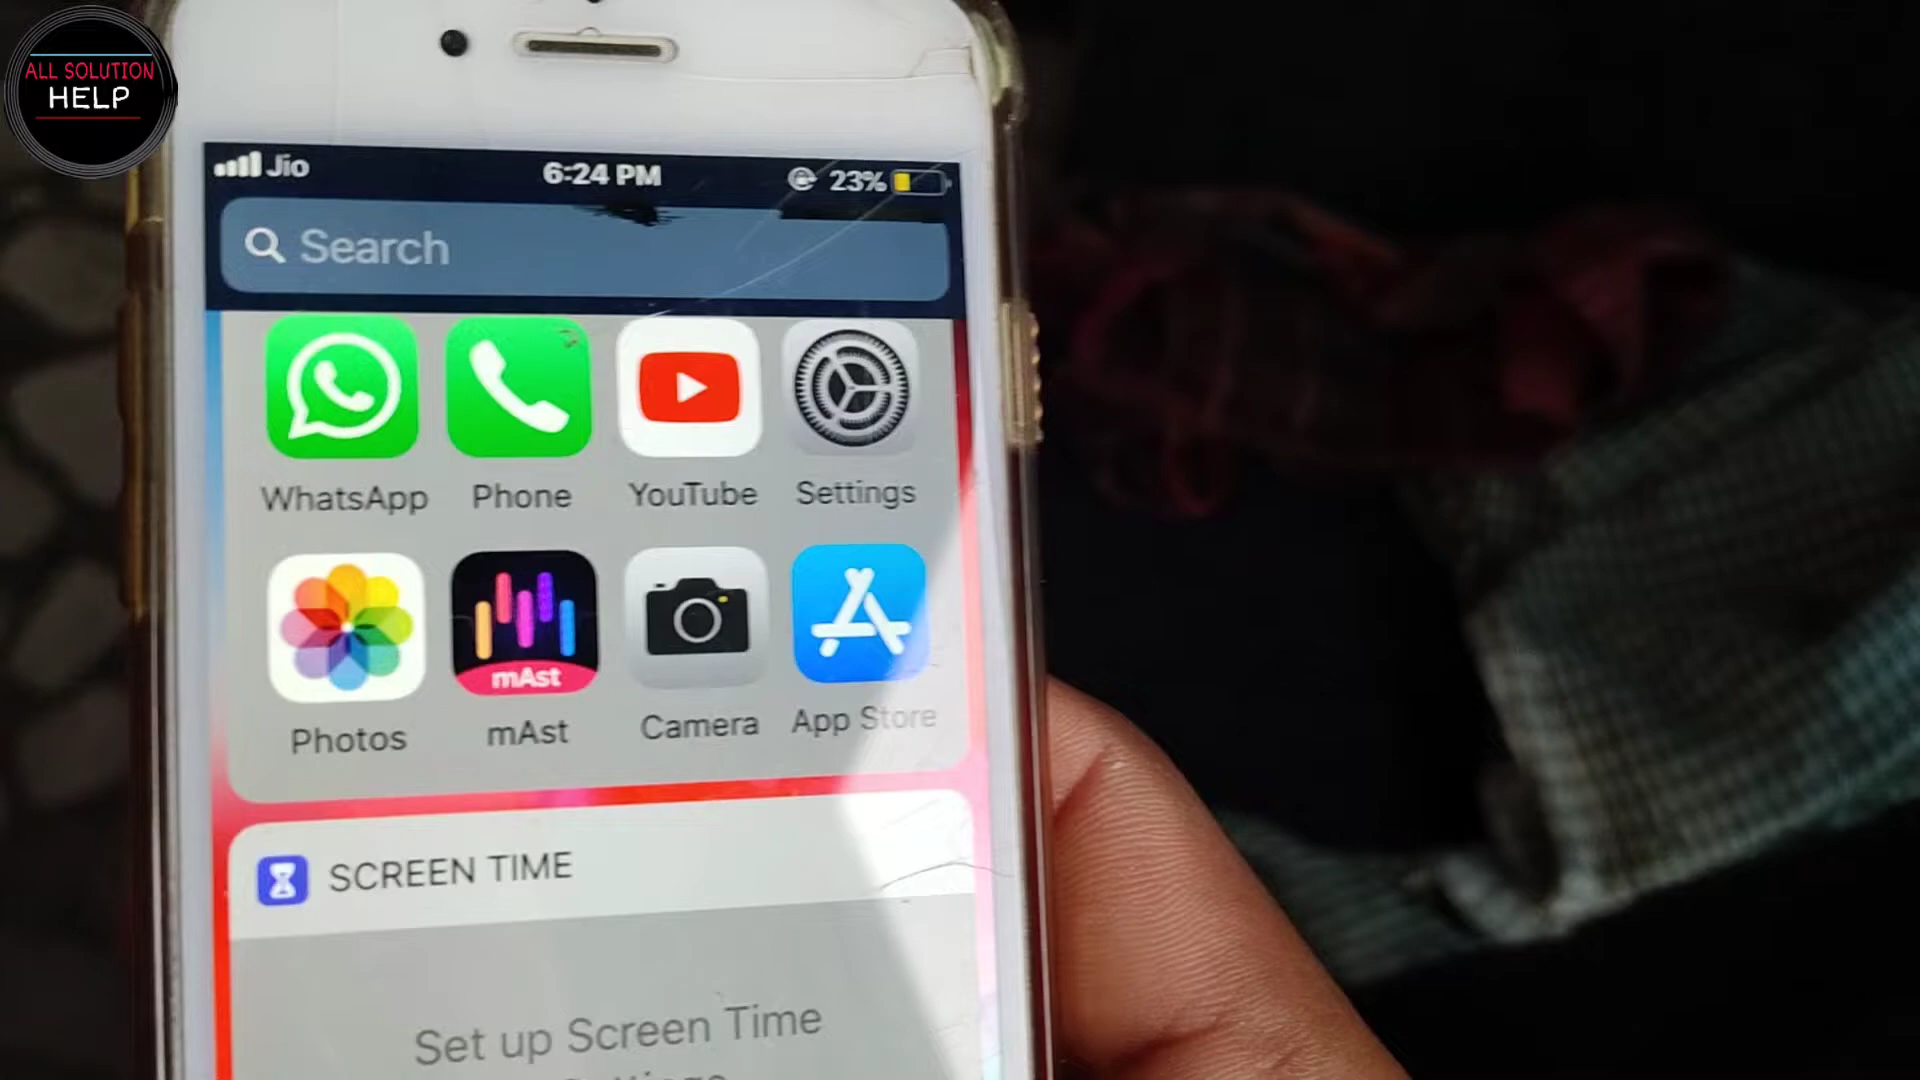 ALL SOLUTION
HELP
Jio
6:24 PM
23%
Search
WhatsApp
Phone
YouTube
Settings
mAst
Photos
mAst
Camera
App Store
SCREEN TIME
Set up Screen Time